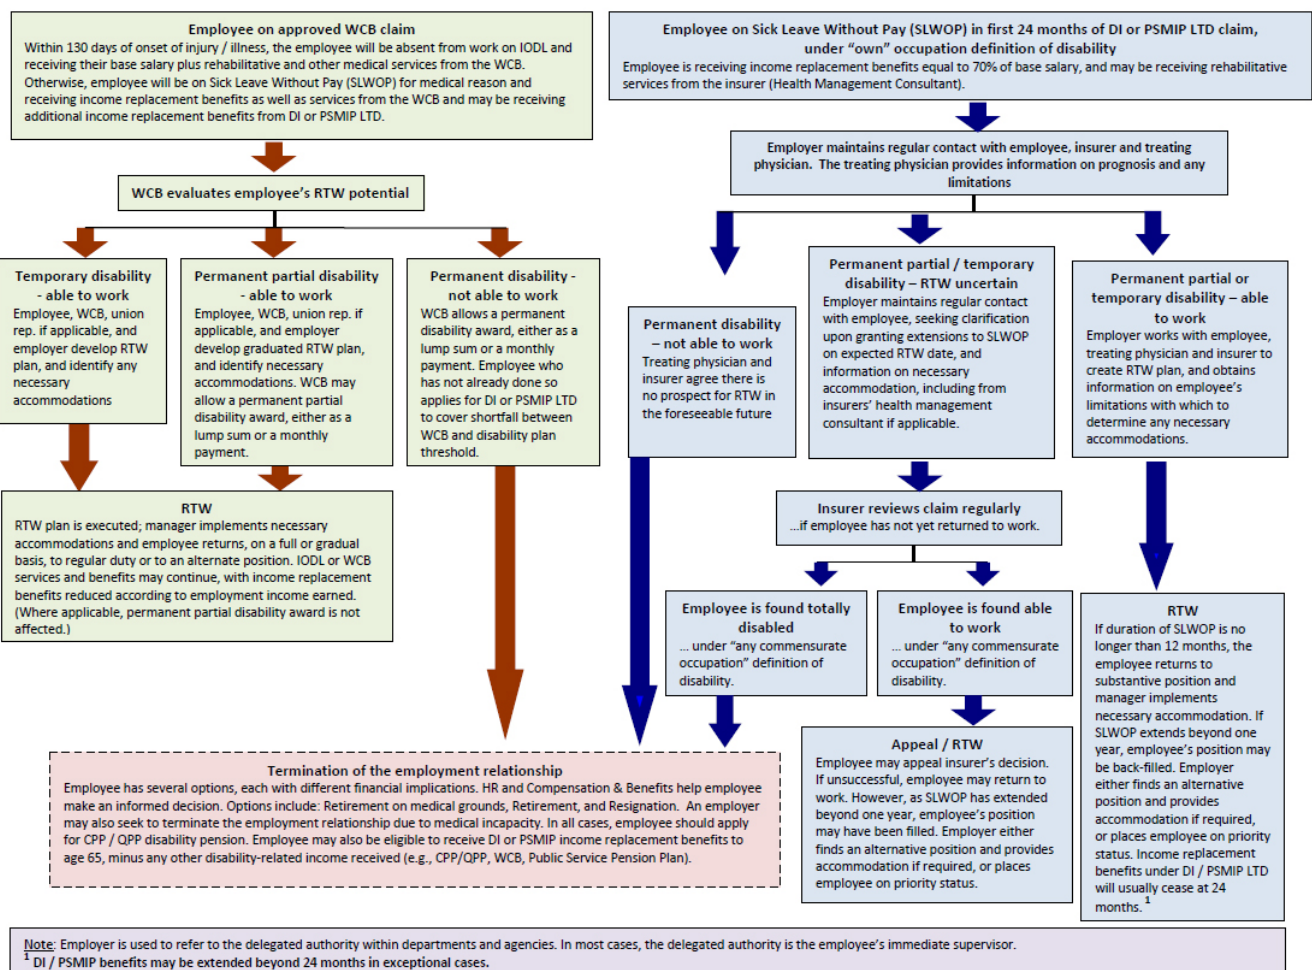 Employee on approved WCB claim
Within 130 days of onset of injury / illness, the employee will be absent from work on IODL and
receiving their base salary plus rehabilitative and other medical services from the WCB.
Otherwise, employee will be on Sick Leave Without Pay (SLWOP) for medical reason and
receiving income replacement benefits as well as services from the WCB and may be receiving
additional income replacement benefits from DI or PSMIP LTD.
Employee on Sick Leave Without Pay (SLWOP) in first 24 months of DI or PSMIP LTD claim,
under “own” occupation definition of disability
Employee is receiving income replacement benefits equal to 70% of base salary, and may be receiving rehabilitative
services from the insurer (Health Management Consultant).
WCB evaluates employee’s RTW potential
Employer maintains regular contact with employee, insurer and treating
physician. The treating physician provides information on prognosis and any
limitations
Temporary disability
- able to work
Employee, WCB, union
rep. if applicable, and
employer develop RTW
plan, and identify any
necessary
accommodations
Permanent partial disability
- able to work
Employee, WCB, union rep. if
applicable, and employer
develop graduated RTW plan,
and identify necessary
accommodations. WCB may
allow a permanent partial
disability award, either as a
lump sum or a monthly
payment.
Permanent disability -
not able to work
WCB allows a permanent
disability award, either as a
lump sum or a monthly
payment. Employee who
has not already done so
applies for DI or PSMIP LTD
to cover shortfall between
WCB and disability plan
threshold.
Permanent disability
– not able to work
Treating physician and
insurer agree there is
no prospect for RTW in
the foreseeable future
Permanent partial / temporary
disability – RTW uncertain
Employer maintains regular contact
with employee, seeking clarification
upon granting extensions to SLWOP
on expected RTW date, and
information on necessary
accommodation, including from
insurers’ health management
consultant if applicable.
Permanent partial or
temporary disability – able
to work
Employer works with employee,
treating physician and insurer to
create RTW plan, and obtains
information on employee’s
limitations with which to
determine any necessary
accommodations.
RTW
RTW plan is executed; manager implements necessary
accommodations and employee returns, on a full or gradual
basis, to regular duty or to an alternate position. IODL or WCB
services and benefits may continue, with income replacement
benefits reduced according to employment income earned.
(Where applicable, permanent partial disability award is not
affected.)
Insurer reviews claim regularly
...if employee has not yet returned to work.
Employee is found totally
disabled
... under “any commensurate
occupation” definition of
disability.
Employee is found able
to work
... under “any commensurate
occupation” definition of
disability.
RTW
If duration of SLWOP is no
longer than 12 months, the
employee returns to
substantive position and
manager implements
necessary accommodation. If
SLWOP extends beyond one
year, employee’s position may
be back-filled. Employer
either finds an alternative
position and provides
accommodation if required,
or places employee on priority
status. Income replacement
benefits under DI / PSMIP LTD
will usually cease at 24
months. 1
Termination of the employment relationship
Employee has several options, each with different financial implications. HR and Compensation & Benefits help employee
make an informed decision. Options include: Retirement on medical grounds, Retirement, and Resignation. An employer
may also seek to terminate the employment relationship due to medical incapacity. In all cases, employee should apply
for CPP / QPP disability pension. Employee may also be eligible to receive DI or PSMIP income replacement benefits to
age 65, minus any other disability-related income received (e.g., CPP/QPP, WCB, Public Service Pension Plan).
Appeal / RTW
Employee may appeal insurer’s decision.
If unsuccessful, employee may return to
work. However, as SLWOP has extended
beyond one year, employee’s position
may have been filled. Employer either
finds an alternative position and provides
accommodation if required, or places
employee on priority status.
Note: Employer is used to refer to the delegated authority within departments and agencies. In most cases, the delegated authority is the employee’s immediate supervisor.
1 DI / PSMIP benefits may be extended beyond 24 months in exceptional cases.